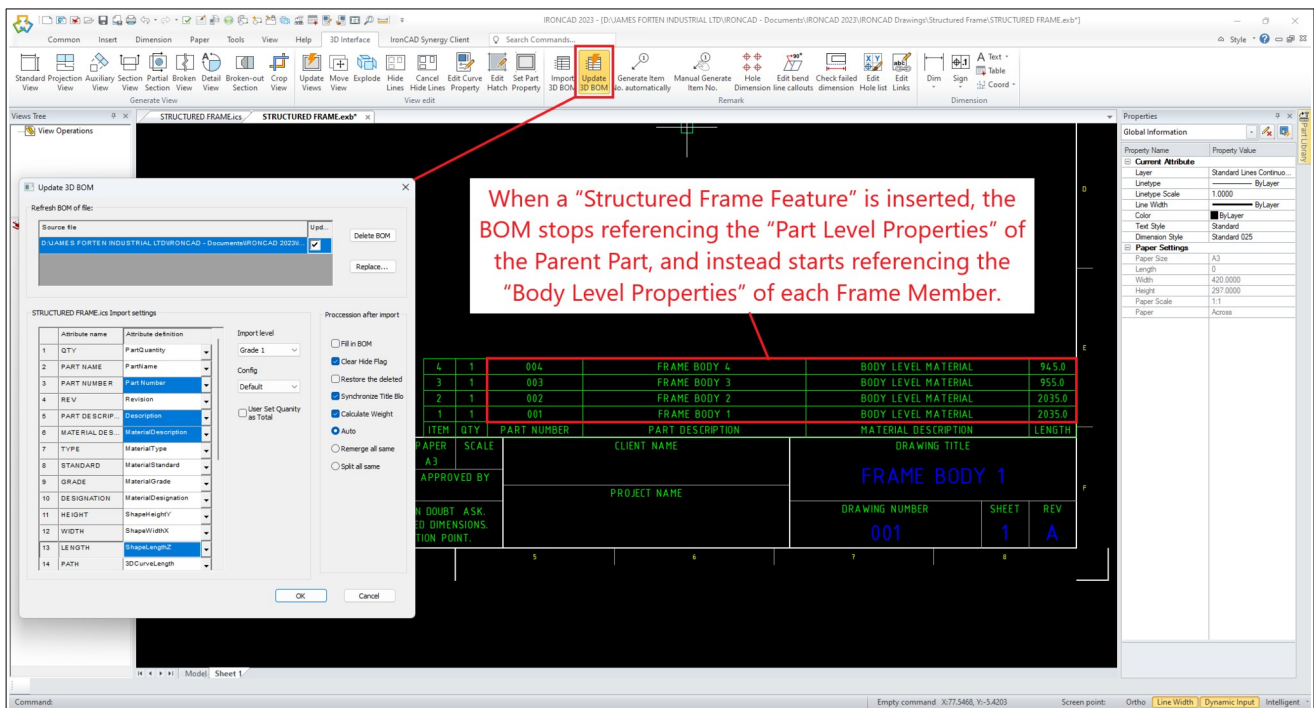 IRONCAD 2023 - [D:\JAMES FORTEN INDUSTRIAL LTD\IRONCAD - Documents\IRONCAD 2023\IRONCAD Drawings\Structured Frame\STRUCTURED FRAME.exb*]
Common Insert Dimension Paper Tools View Help 3D Interface IronCAD Synergy Client Search Commands... Style
Standard View
Projection View
Auxiliary View
Section View
Partial View
Broken View
Detail View
Broken-out Section
Crop View
Update Views
Move View
Explode
Hide Lines
Cancel Hide Lines
Edit Curve Property
Edit Hatch
Set Part Property
Import 3D BOM
Update 3D BOM
Generate Item No. automatically
Manual Generate Item No.
Hole Dimension
Edit bend line callouts
Check failed dimension
Edit Hole list
Edit Links
Dim
Sign
A Text
Table
Coord
Generate View View edit Remark Dimension
Views Tree
View Operations
STRUCTURED FRAME.ics STRUCTURED FRAME.exb*
Update 3D BOM
Refresh BOM of file:
Source file Upd...
D:\JAMES FORTEN INDUSTRIAL LTD\IRONCAD - Documents\IRONCAD 2023\I...
Delete BOM
Replace...
STRUCTURED FRAME.ics Import settings
Attribute name Attribute definition
1 QTY PartQuantity
2 PART NAME PartName
3 PART NUMBER Part Number
4 REV Revision
5 PART DESCRIP... Description
6 MATERIAL DES... MaterialDescription
7 TYPE MaterialType
8 STANDARD MaterialStandard
9 GRADE MaterialGrade
10 DESIGNATION MaterialDesignation
11 HEIGHT ShapeHeightY
12 WIDTH ShapeWidthX
13 LENGTH ShapeLengthZ
14 PATH 3DCurveLength
Import level
Grade 1
Config
Default
User Set Quanity
as Total
Proccession after import
Fill in BOM
Clear Hide Flag
Restore the deleted
Synchronize Title Blo
Calculate Weight
Auto
Remerge all same
Split all same
OK Cancel
When a “Structured Frame Feature” is inserted, the
BOM stops referencing the “Part Level Properties” of
the Parent Part, and instead starts referencing the
“Body Level Properties” of each Frame Member.
D
E
F
4 1 004 FRAME BODY 4 BODY LEVEL MATERIAL 945.0
3 1 003 FRAME BODY 3 BODY LEVEL MATERIAL 955.0
2 1 002 FRAME BODY 2 BODY LEVEL MATERIAL 2035.0
1 1 001 FRAME BODY 1 BODY LEVEL MATERIAL 2035.0
ITEM QTY PART NUMBER PART DESCRIPTION MATERIAL DESCRIPTION LENGTH
PAPER SCALE CLIENT NAME DRAWING TITLE
A3
APPROVED BY
FRAME BODY 1
PROJECT NAME
DRAWING NUMBER SHEET REV
001 1 A
N DOUBT ASK.
ED DIMENSIONS.
TION POINT.
5 6 7 8
Properties
Global Information
Property Name Property Value
Current Attribute
Layer Standard Lines Continuo...
Linetype ByLayer
Linetype Scale 1.0000
Line Width ByLayer
Color ByLayer
Text Style Standard
Dimension Style Standard 025
Paper Settings
Paper Size A3
Length 0
Width 420.0000
Height 297.0000
Paper Scale 1:1
Paper Across
Part Library
Model Sheet 1
Command: Empty command X:77.5468, Y:-5.4203 Screen point: Ortho Line Width Dynamic Input Intelligent